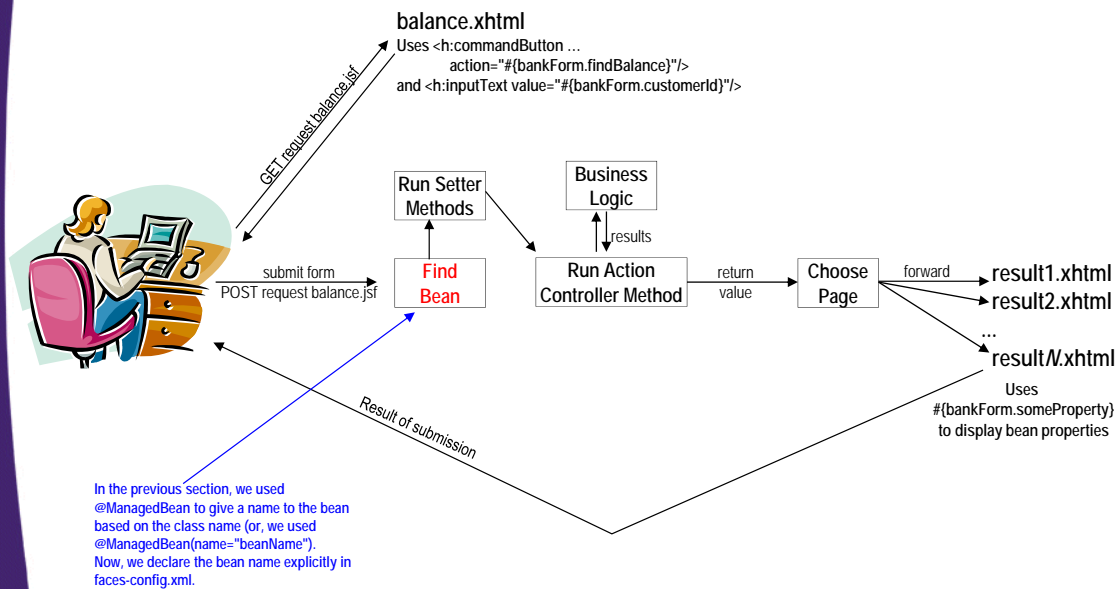 balance.xhtml
Uses <h:commandButton ...
action="#{bankForm.findBalance}"/>
and <h:inputText value="#{bankForm.customerId}"/>
GET request balance.jsf
Run Setter
Methods
Business
Logic
results
submit form
POST request balance.jsf
Find
Bean
Run Action
Controller Method
return
value
Choose
Page
forward
result1.xhtml
result2.xhtml
...
resultN.xhtml
Uses
#{bankForm.someProperty}
to display bean properties
Result of submission
In the previous section, we used
@ManagedBean to give a name to the bean
based on the class name (or, we used
@ManagedBean(name="beanName").
Now, we declare the bean name explicitly in
faces-config.xml.